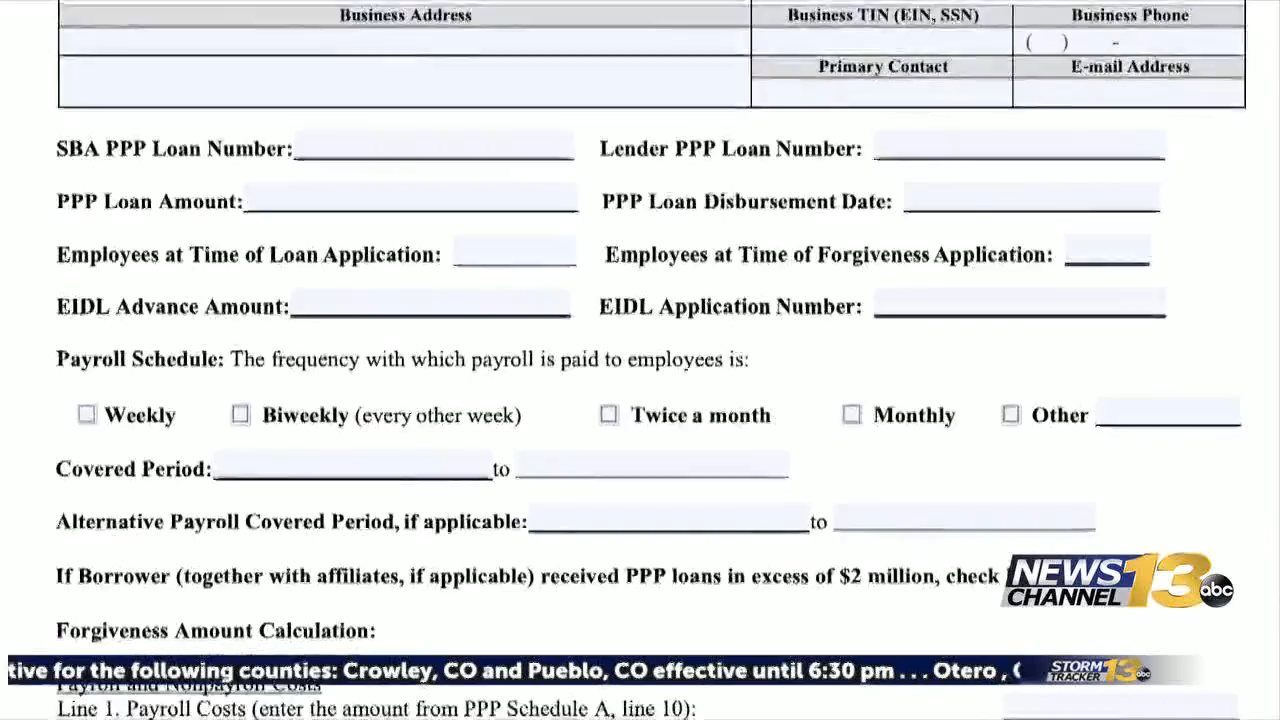 Business Address Business TIN (EIN, SSN) Business Phone
( ) -
Primary Contact E-mail Address
SBA PPP Loan Number: Lender PPP Loan Number:
PPP Loan Amount: PPP Loan Disbursement Date:
Employees at Time of Loan Application: Employees at Time of Forgiveness Application:
EIDL Advance Amount: EIDL Application Number:
Payroll Schedule: The frequency with which payroll is paid to employees is:
Weekly Biweekly (every other week) Twice a month Monthly Other
Covered Period: to
Alternative Payroll Covered Period, if applicable: to
If Borrower (together with affiliates, if applicable) received PPP loans in excess of $2 million, check
NEWS CHANNEL 13 abc
Forgiveness Amount Calculation:
tive for the following counties: Crowley, CO and Pueblo, CO effective until 6:30 pm . . . Otero ,
STORM TRACKER 13 abc
Payroll and Nonpayroll Costs
Line 1. Payroll Costs (enter the amount from PPP Schedule A, line 10):